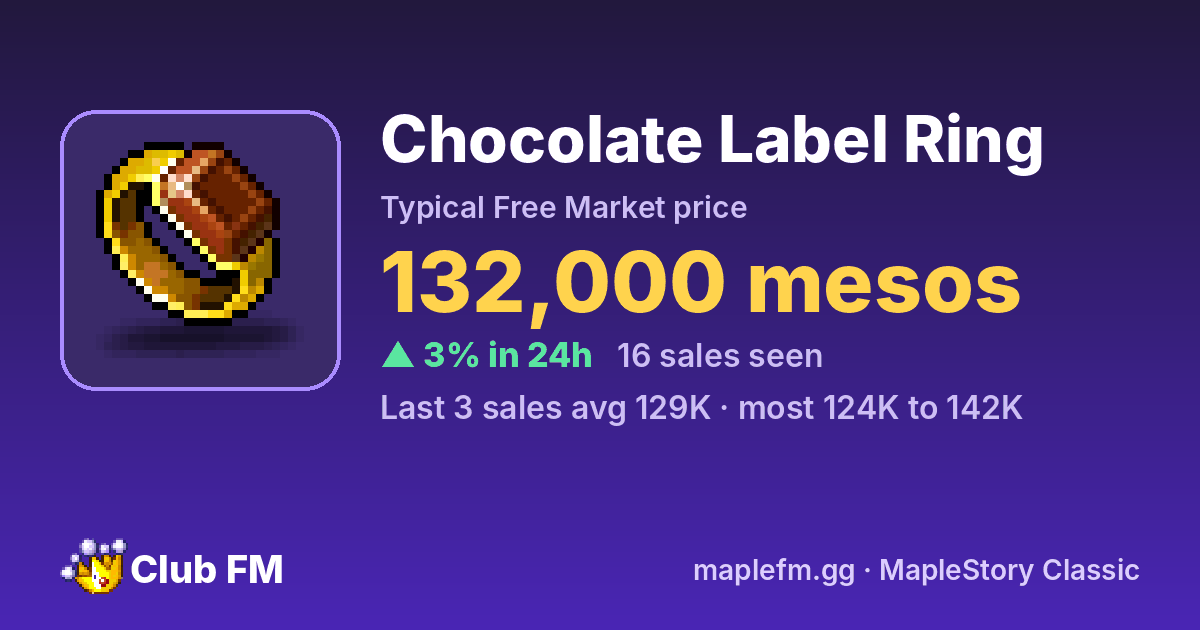 Chocolate Label Ring
Typical Free Market price
132,000 mesos
▲ 3% in 24h 16 sales seen
Last 3 sales avg 129K · most 124K to 142K
Club FM
maplefm.gg · MapleStory Classic